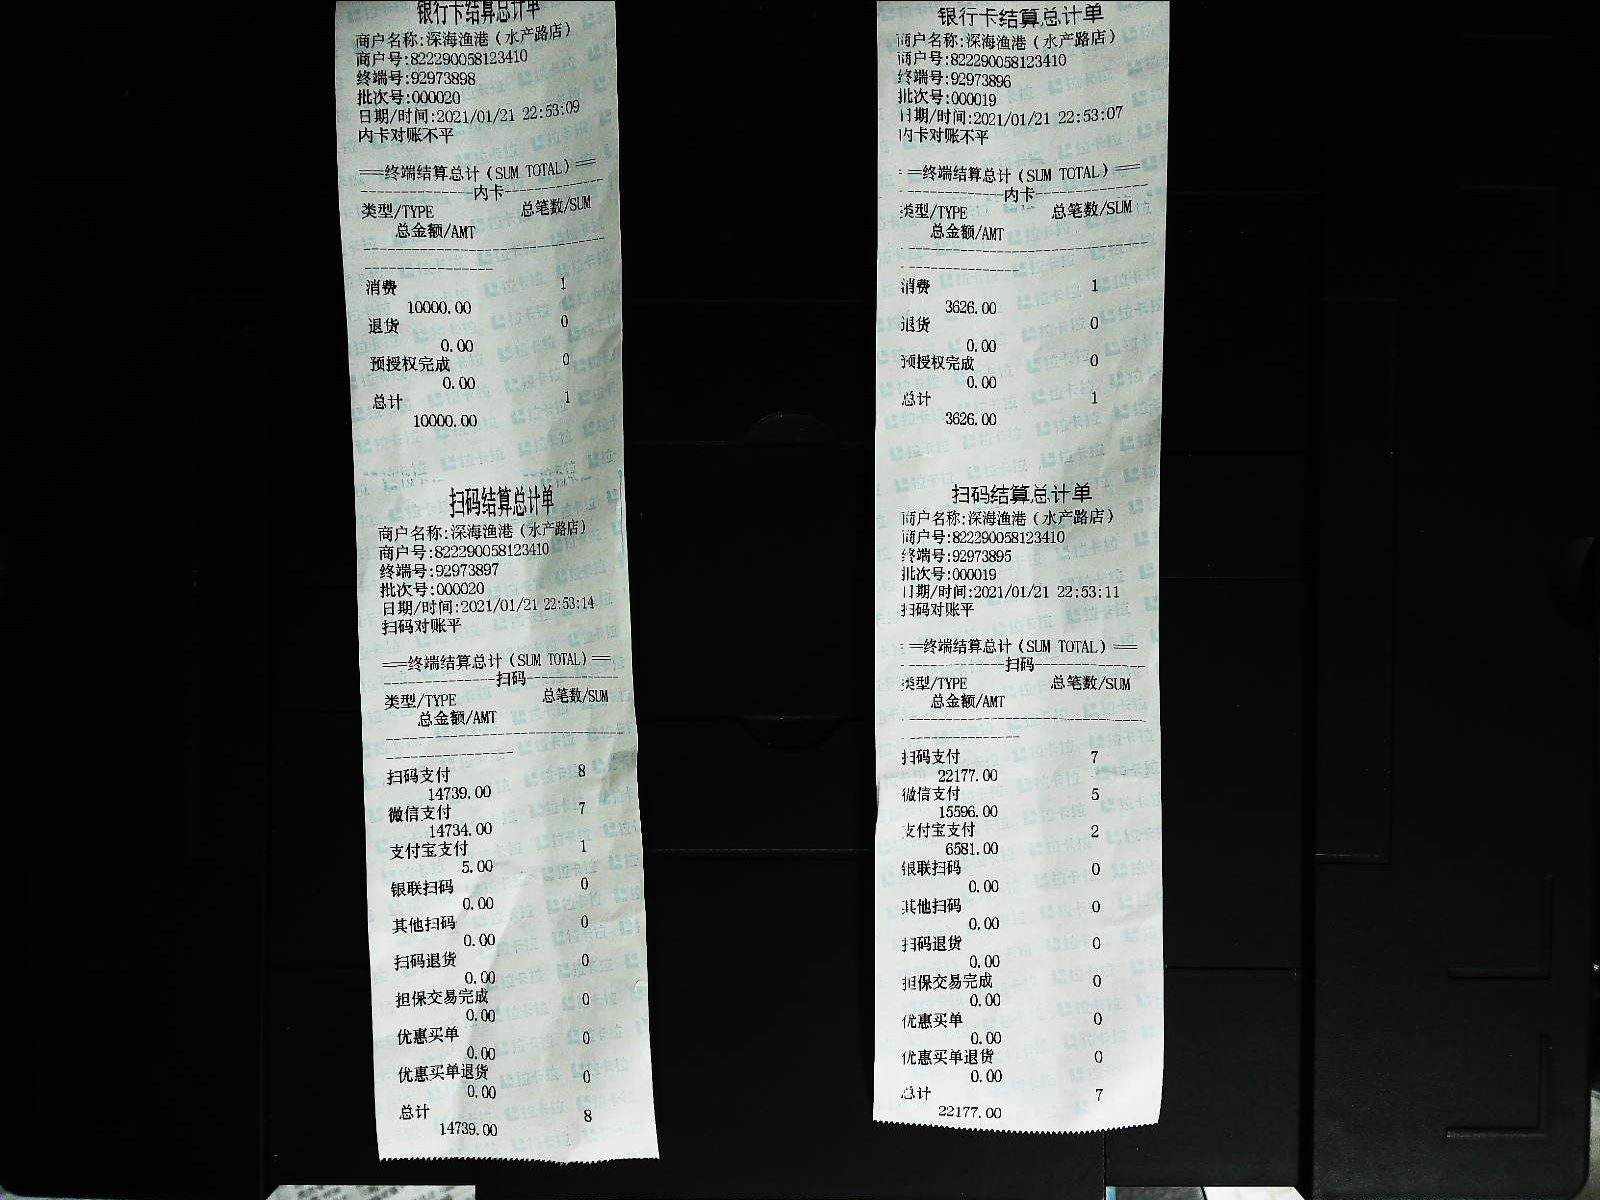 银行卡结算总计单
商户名称:深海渔港(水产路店)
商户号:822290058123410
终端号:92973898
批次号:000020
日期/时间:2021/01/21 22:53:09
内卡对账不平
===终端结算总计(SUM TOTAL)===
内卡
类型/TYPE 总笔数/SUM
总金额/AMT
消费 1
10000.00
退货 0
0.00
预授权完成 0
0.00
总计 1
10000.00
扫码结算总计单
商户名称:深海渔港(水产路店)
商户号:822290058123410
终端号:92973897
批次号:000020
日期/时间:2021/01/21 22:53:14
扫码对账平
===终端结算总计(SUM TOTAL)===
扫码
类型/TYPE 总笔数/SUM
总金额/AMT
扫码支付 8
14739.00
微信支付 7
14734.00
支付宝支付 1
5.00
银联扫码 0
0.00
其他扫码 0
0.00
扫码退货 0
0.00
担保交易完成 0
0.00
优惠买单 0
0.00
优惠买单退货 0
0.00
总计 8
14739.00
银行卡结算总计单
商户名称:深海渔港(水产路店)
商户号:822290058123410
终端号:92973896
批次号:000019
日期/时间:2021/01/21 22:53:07
内卡对账不平
===终端结算总计(SUM TOTAL)===
内卡
类型/TYPE 总笔数/SUM
总金额/AMT
消费 1
3626.00
退货 0
0.00
预授权完成 0
0.00
总计 1
3626.00
扫码结算总计单
商户名称:深海渔港(水产路店)
商户号:822290058123410
终端号:92973895
批次号:000019
日期/时间:2021/01/21 22:53:11
扫码对账平
===终端结算总计(SUM TOTAL)===
扫码
类型/TYPE 总笔数/SUM
总金额/AMT
扫码支付 7
22177.00
微信支付 5
15596.00
支付宝支付 2
6581.00
银联扫码 0
0.00
其他扫码 0
0.00
扫码退货 0
0.00
担保交易完成 0
0.00
优惠买单 0
0.00
优惠买单退货 0
0.00
总计 7
22177.00